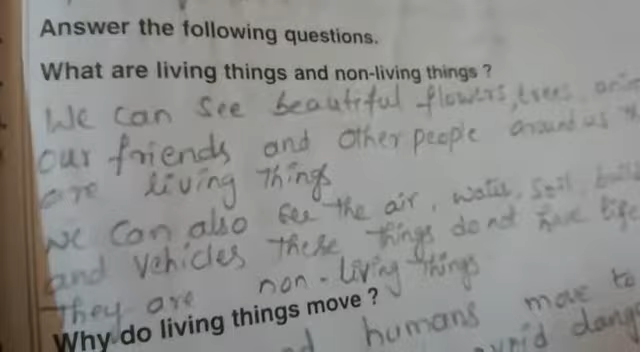 Answer the following questions.
What are living things and non-living things ?
We can see beautiful flowers, trees
our friends and other people around us
are living things
we can also see the air, water, soil
and vehicles these things do not have life
They are non-living things
Why do living things move ?
humans move to